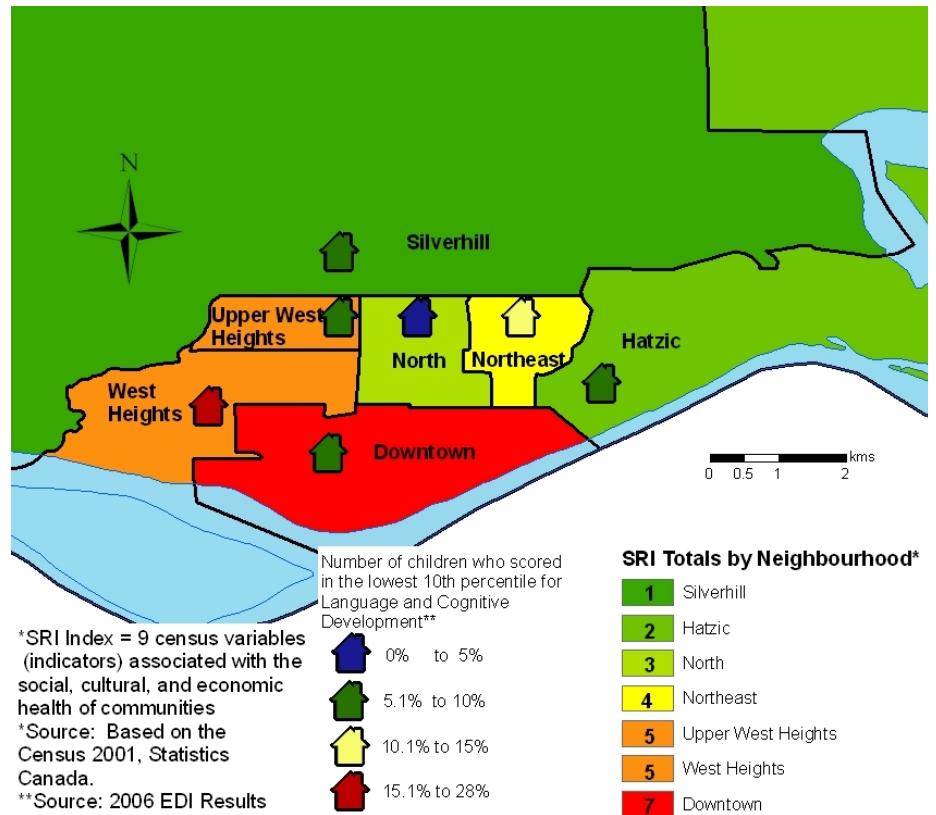 N
Silverhill
Upper West
Heights
North
Northeast
Hatzic
West
Heights
Downtown
kms
0 0.5 1 2
Number of children who scored
in the lowest 10th percentile for
Language and Cognitive
Development**
0% to 5%
5.1% to 10%
10.1% to 15%
15.1% to 28%
*SRI Index = 9 census variables
(indicators) associated with the
social, cultural, and economic
health of communities
*Source: Based on the
Census 2001, Statistics
Canada.
**Source: 2006 EDI Results
SRI Totals by Neighbourhood*
1 Silverhill
2 Hatzic
3 North
4 Northeast
5 Upper West Heights
5 West Heights
7 Downtown